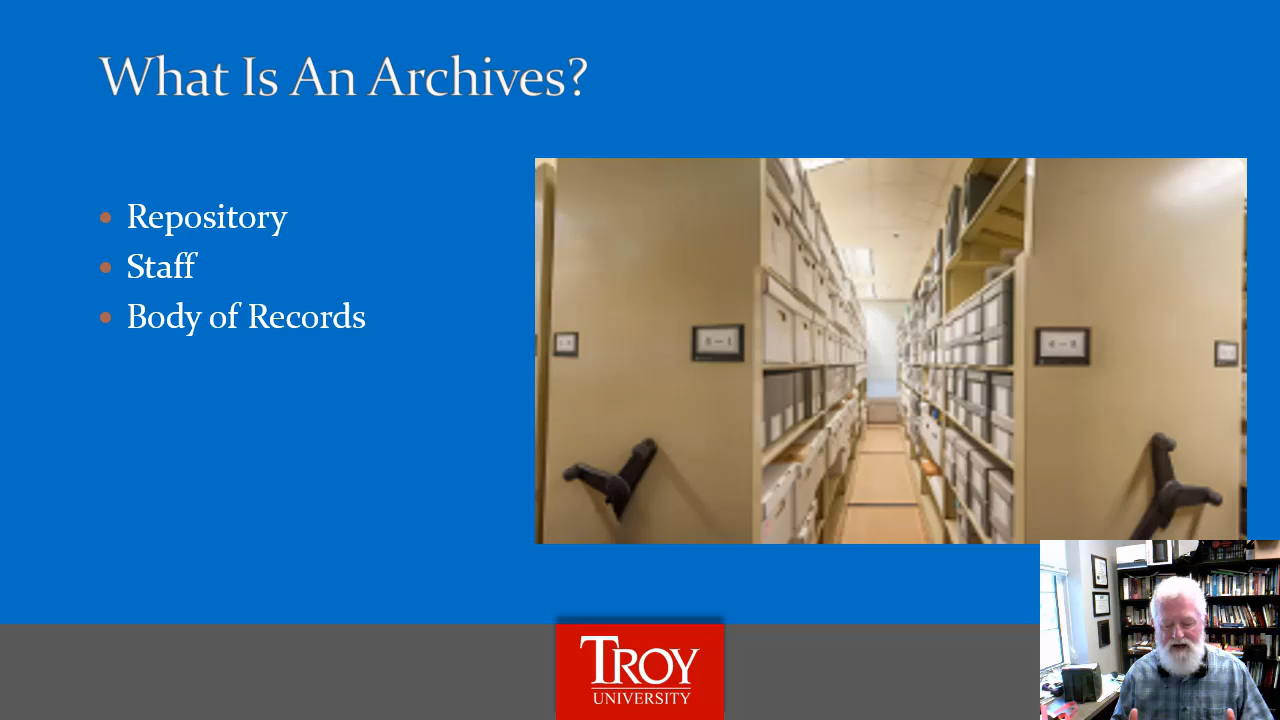 What Is An Archives?
Repository
Staff
Body of Records
TROY
UNIVERSITY